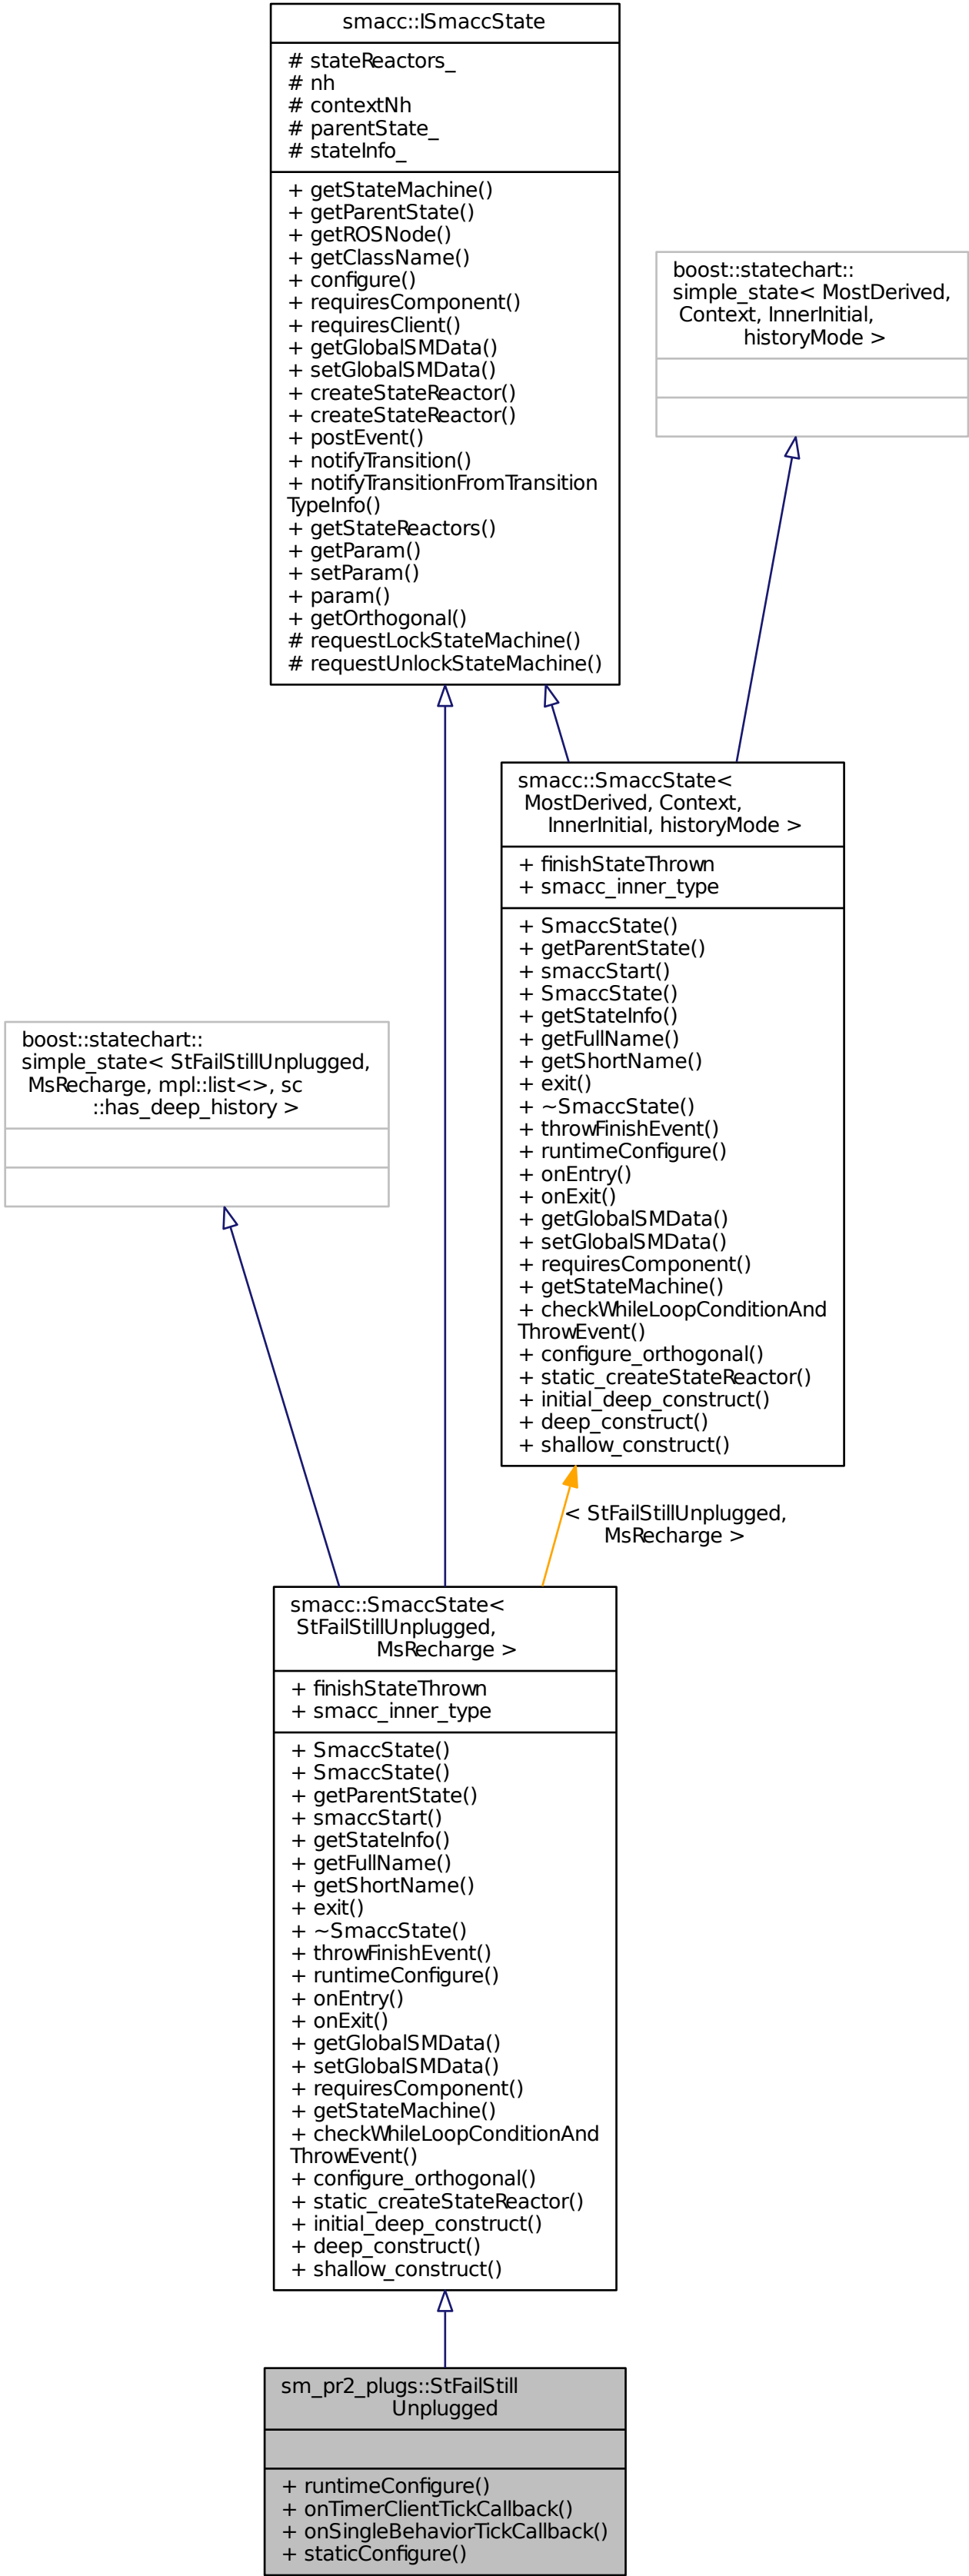 smacc::ISmaccState
# stateReactors_
# nh
# contextNh
# parentState_
# stateInfo_
+ getStateMachine()
+ getParentState()
+ getROSNode()
+ getClassName()
+ configure()
+ requiresComponent()
+ requiresClient()
+ getGlobalSMData()
+ setGlobalSMData()
+ createStateReactor()
+ createStateReactor()
+ postEvent()
+ notifyTransition()
+ notifyTransitionFromTransition
TypeInfo()
+ getStateReactors()
+ getParam()
+ setParam()
+ param()
+ getOrthogonal()
# requestLockStateMachine()
# requestUnlockStateMachine()
boost::statechart::
simple_state< MostDerived,
Context, InnerInitial,
historyMode >
smacc::SmaccState<
MostDerived, Context,
InnerInitial, historyMode >
+ finishStateThrown
+ smacc_inner_type
+ SmaccState()
+ getParentState()
+ smaccStart()
+ SmaccState()
+ getStateInfo()
+ getFullName()
+ getShortName()
+ exit()
+ ~SmaccState()
+ throwFinishEvent()
+ runtimeConfigure()
+ onEntry()
+ onExit()
+ getGlobalSMData()
+ setGlobalSMData()
+ requiresComponent()
+ getStateMachine()
+ checkWhileLoopConditionAnd
ThrowEvent()
+ configure_orthogonal()
+ static_createStateReactor()
+ initial_deep_construct()
+ deep_construct()
+ shallow_construct()
boost::statechart::
simple_state< StFailStillUnplugged,
MsRecharge, mpl::list<>, sc
::has_deep_history >
< StFailStillUnplugged,
MsRecharge >
smacc::SmaccState<
StFailStillUnplugged,
MsRecharge >
+ finishStateThrown
+ smacc_inner_type
+ SmaccState()
+ SmaccState()
+ getParentState()
+ smaccStart()
+ getStateInfo()
+ getFullName()
+ getShortName()
+ exit()
+ ~SmaccState()
+ throwFinishEvent()
+ runtimeConfigure()
+ onEntry()
+ onExit()
+ getGlobalSMData()
+ setGlobalSMData()
+ requiresComponent()
+ getStateMachine()
+ checkWhileLoopConditionAnd
ThrowEvent()
+ configure_orthogonal()
+ static_createStateReactor()
+ initial_deep_construct()
+ deep_construct()
+ shallow_construct()
sm_pr2_plugs::StFailStill
Unplugged
+ runtimeConfigure()
+ onTimerClientTickCallback()
+ onSingleBehaviorTickCallback()
+ staticConfigure()